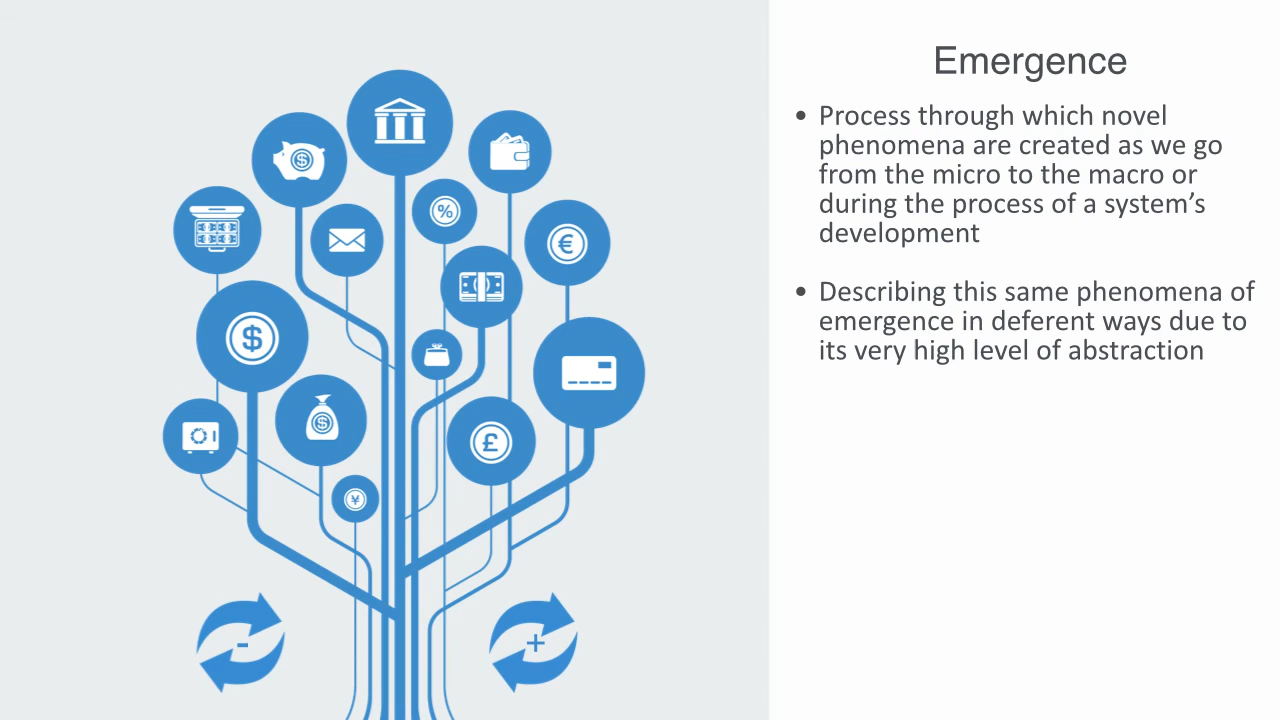 Emergence
• Process through which novel
phenomena are created as we go
from the micro to the macro or
during the process of a system’s
development
• Describing this same phenomena of
emergence in deferent ways due to
its very high level of abstraction
$
%
€
$
$
£
¥
-
+